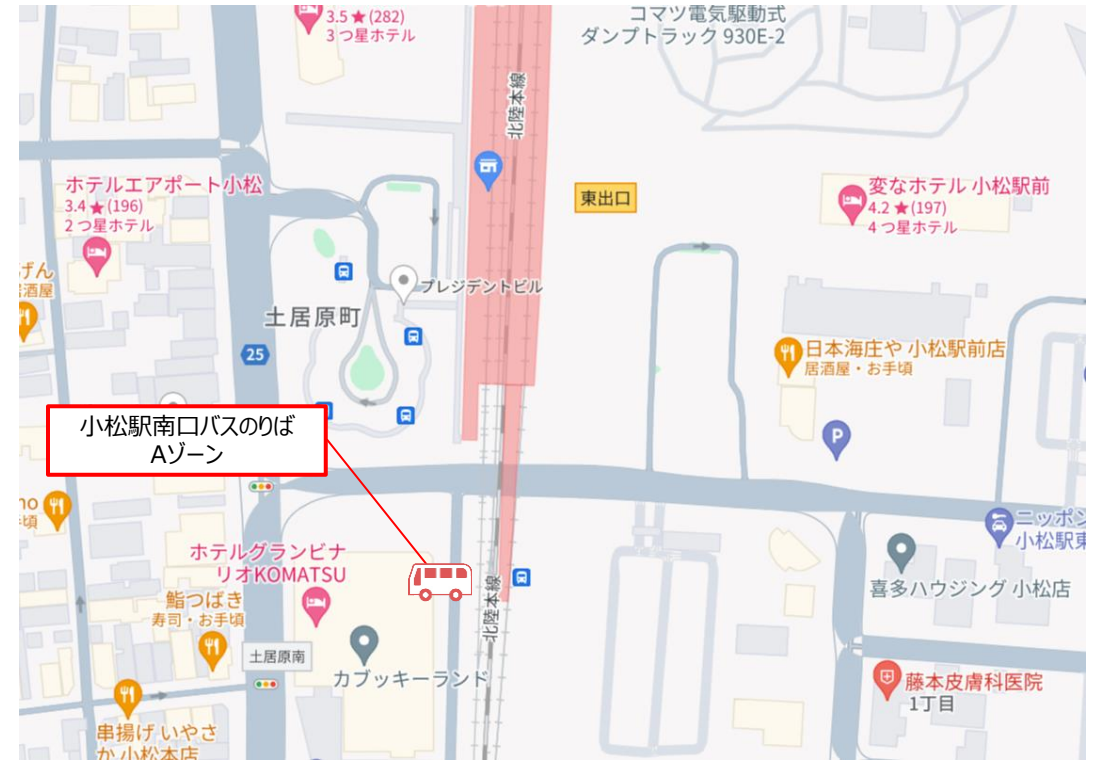 3.5★(282)
3 つ星ホテル
コマツ電気駆動式
ダンプトラック 930E-2
北陸本線
ホテルエアポート小松
3.4★(196)
2 つ星ホテル
東出口
変なホテル 小松駅前
4.2★(197)
4 つ星ホテル
げん
酒屋
プレジデントビル
土居原町
25
日本海庄や 小松駅前店
居酒屋・お手頃
小松駅南口バスのりば
Aゾーン
P
no
頃
ニッポン
小松駅東
ホテルグランビナ
リオKOMATSU
喜多ハウジング 小松店
北陸本線
鮨つばき
寿司・お手頃
土居原南
カブッキーランド
藤本皮膚科医院
1丁目
串揚げ いやさ
か 小松本店